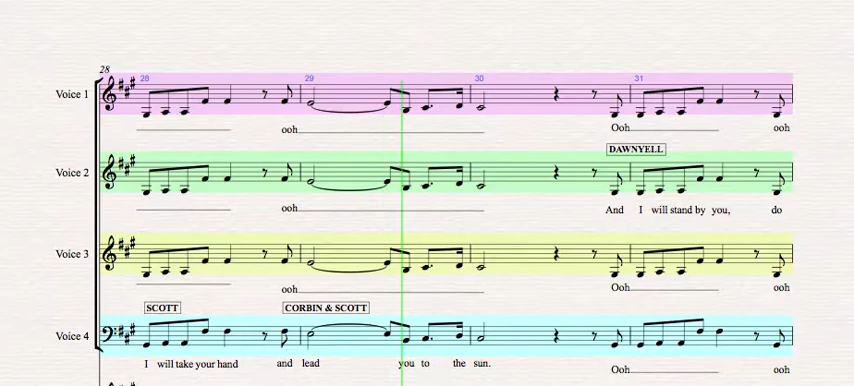 28
28 29 30 31
Voice 1
ooh Ooh ooh
DAWNYELL
Voice 2
ooh And I will stand by you, do
Voice 3
ooh Ooh ooh
SCOTT CORBIN & SCOTT
Voice 4
I will take your hand and lead you to the sun.
Ooh ooh